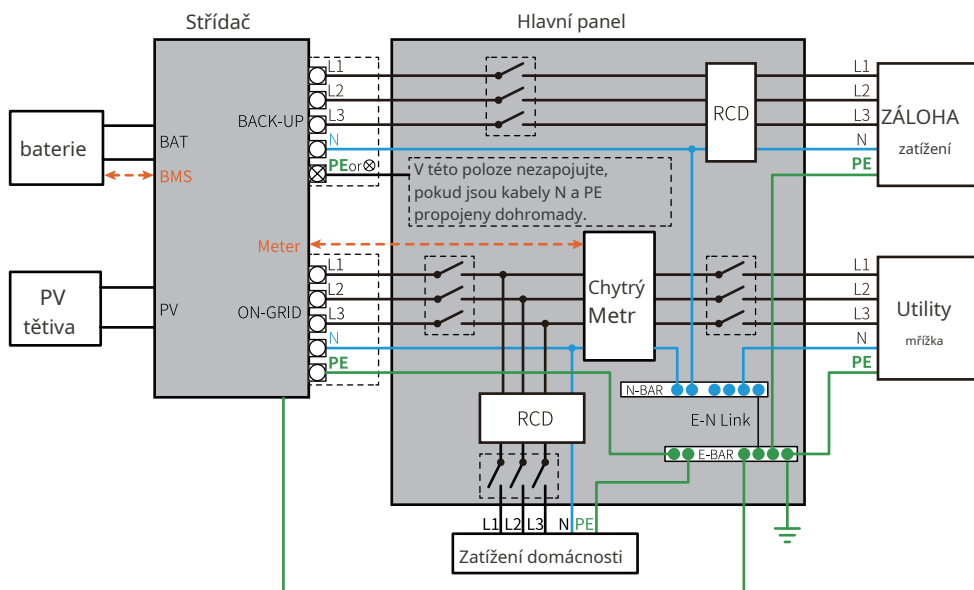 Střídač
Hlavní panel
baterie
BAT
BMS
BACK-UP
L1
L2
L3
N
PE or ⊗
V této poloze nezapojujte,
pokud jsou kabely N a PE
propojeny dohromady.
RCD
L1
L2
L3
N
PE
ZÁLOHA
zatížení
Meter
PV
tětiva
PV
ON-GRID
L1
L2
L3
N
PE
Chytrý
Metr
L1
L2
L3
N
PE
Utility
mřížka
N-BAR
E-N Link
E-BAR
RCD
L1 L2 L3 N PE
Zatížení domácnosti